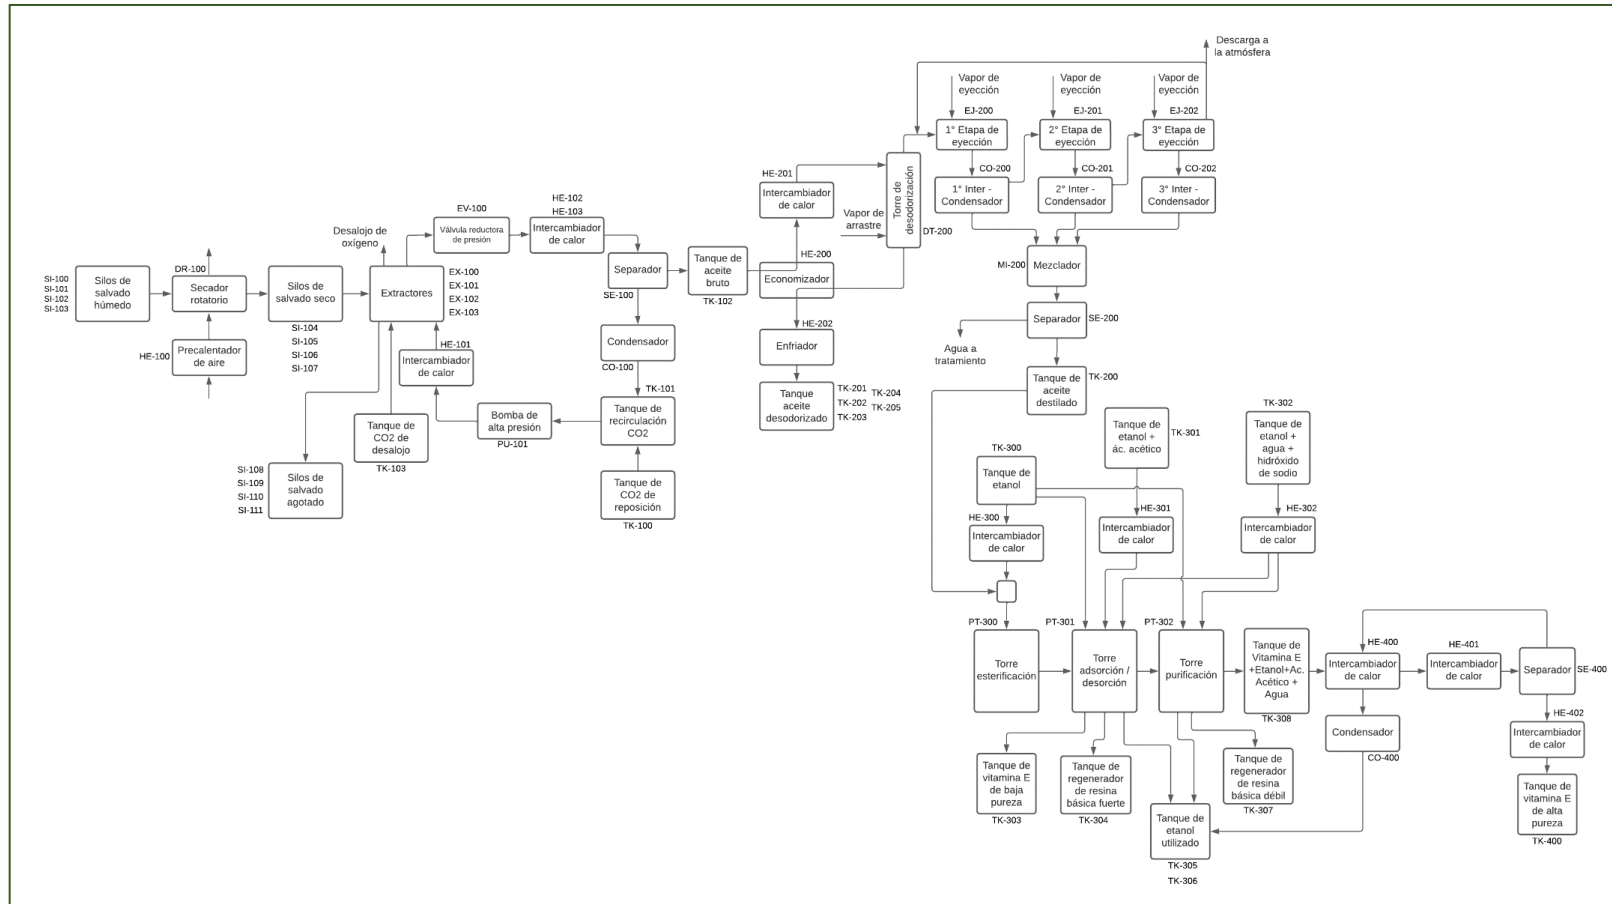 SI-100
SI-101
SI-102
SI-103
Silos de
salvado
húmedo
DR-100
Secador
rotatorio
HE-100
Precalentador
de aire
Silos de
salvado seco
SI-104
SI-105
SI-106
SI-107
Desalojo de
oxígeno
Extractores
EX-100
EX-101
EX-102
EX-103
EV-100
Válvula reductora
de presión
HE-102
HE-103
Intercambiador
de calor
HE-101
Intercambiador
de calor
Tanque de
CO2 de
desalojo
TK-103
SI-108
SI-109
SI-110
SI-111
Silos de
salvado
agotado
Bomba de
alta presión
PU-101
Separador
SE-100
Condensador
CO-100
TK-101
Tanque de
recirculación
CO2
Tanque de
CO2 de
reposición
TK-100
Tanque de
aceite
bruto
TK-102
HE-201
Intercambiador
de calor
Vapor de
arrastre
HE-200
Economizador
HE-202
Enfriador
Tanque
aceite
desodorizado
TK-201
TK-202
TK-203
TK-204
TK-205
Torre de
desodorización
DT-200
Descarga a
la atmósfera
Vapor de
eyección
EJ-200
1° Etapa de
eyección
CO-200
1° Inter -
Condensador
Vapor de
eyección
EJ-201
2° Etapa de
eyección
CO-201
2° Inter -
Condensador
Vapor de
eyección
EJ-202
3° Etapa de
eyección
CO-202
3° Inter -
Condensador
MI-200
Mezclador
Separador
SE-200
Agua a
tratamiento
Tanque de
aceite
destilado
TK-200
TK-300
Tanque de
etanol
HE-300
Intercambiador
de calor
Tanque de
etanol +
ác. acético
TK-301
HE-301
Intercambiador
de calor
TK-302
Tanque de
etanol +
agua +
hidróxido
de sodio
HE-302
Intercambiador
de calor
PT-300
Torre
esterificación
PT-301
Torre
adsorción /
desorción
PT-302
Torre
purificación
Tanque de
Vitamina E
+Etanol+Ac.
Acético +
Agua
TK-308
HE-400
Intercambiador
de calor
HE-401
Intercambiador
de calor
Separador
SE-400
Condensador
CO-400
HE-402
Intercambiador
de calor
Tanque de
vitamina E
de alta
pureza
TK-400
Tanque de
vitamina E
de baja
pureza
TK-303
Tanque de
regenerador
de resina
básica fuerte
TK-304
Tanque de
etanol
utilizado
TK-305
TK-306
Tanque de
regenerador
de resina
básica débil
TK-307